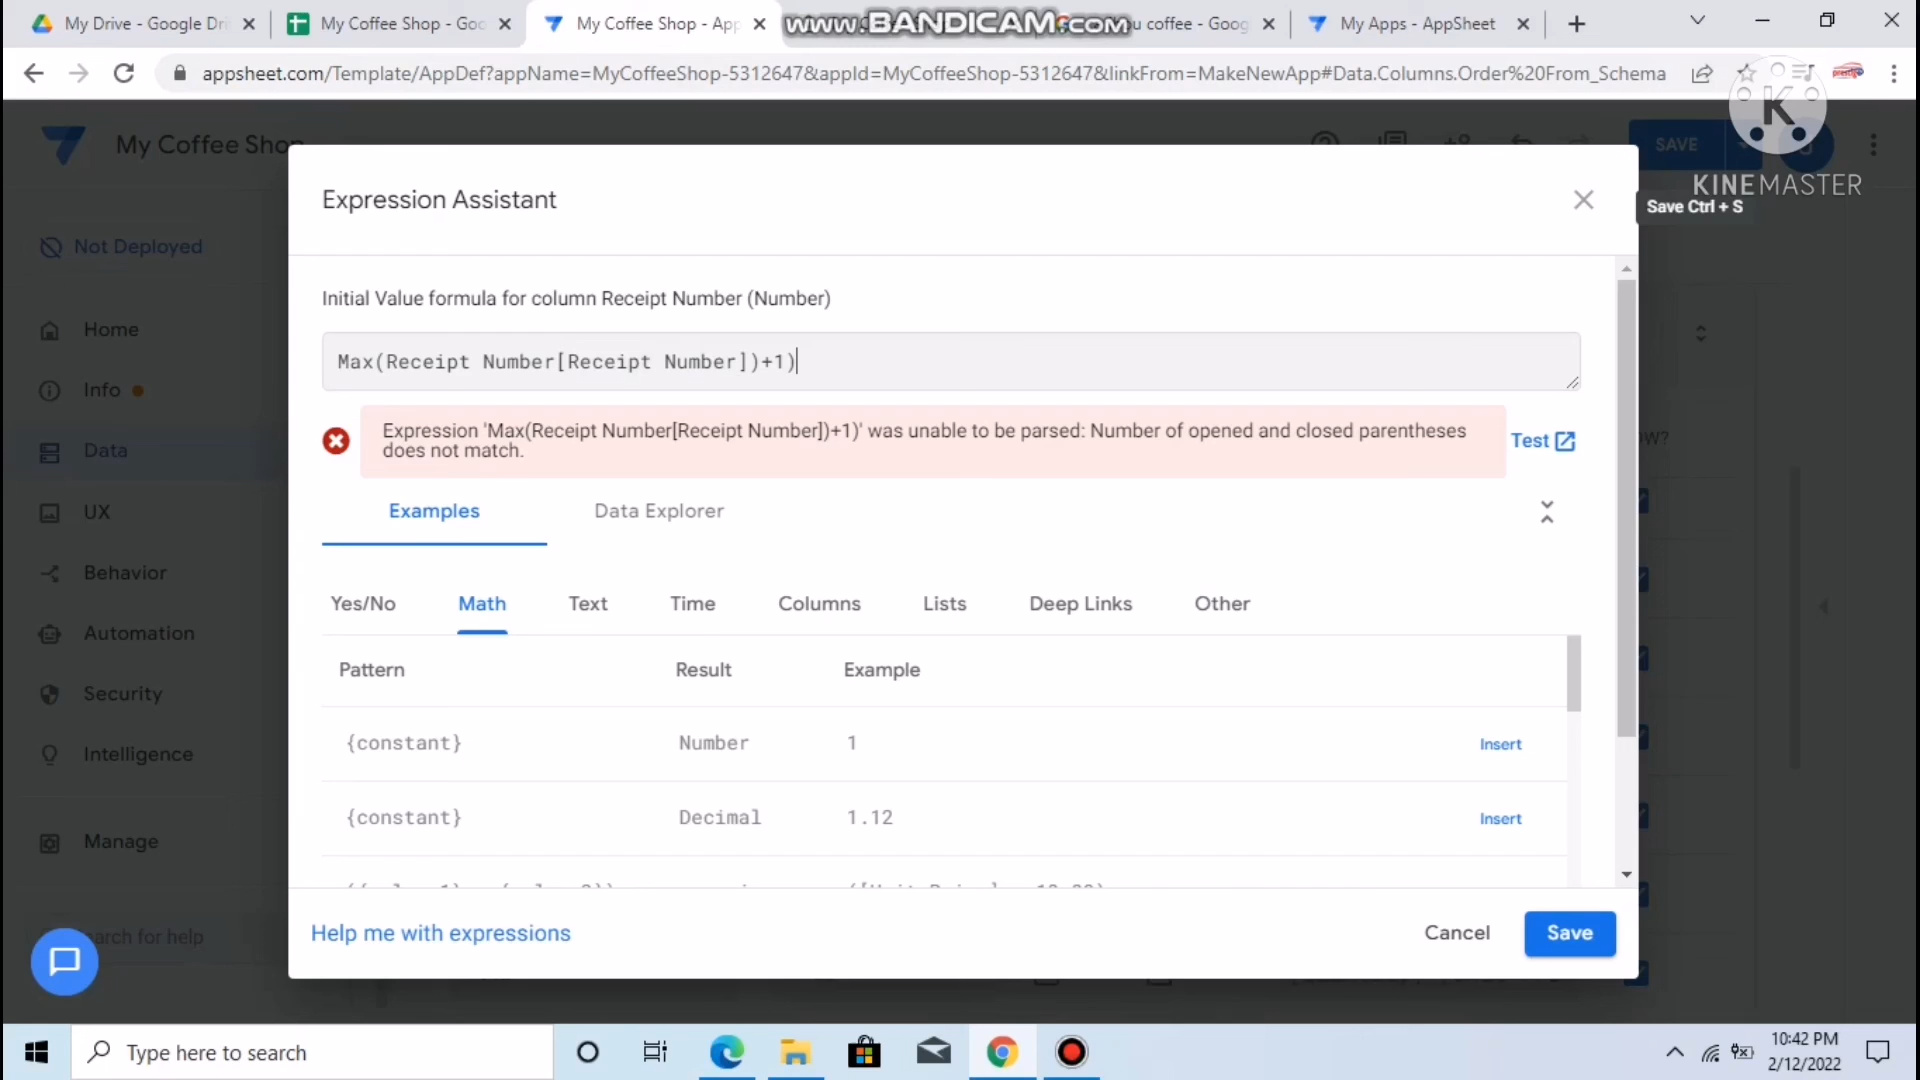 My Drive - Google Dri
My Coffee Shop - Goo
My Coffee Shop - App
www.BANDICAM.com
u coffee - Goog
My Apps - AppSheet
appsheet.com/Template/AppDef?appName=MyCoffeeShop-5312647&appId=MyCoffeeShop-5312647&linkFrom=MakeNewApp#Data.Columns.Order%20From_Schema
K
KINEMASTER
My Coffee Shop
SAVE
Save Ctrl + S
Not Deployed
Home
Info
Data
UX
Behavior
Automation
Security
Intelligence
Manage
Expression Assistant
Initial Value formula for column Receipt Number (Number)
Max(Receipt Number[Receipt Number])+1)
Expression 'Max(Receipt Number[Receipt Number])+1)' was unable to be parsed: Number of opened and closed parentheses
does not match.
Test
Examples
Data Explorer
Yes/No
Math
Text
Time
Columns
Lists
Deep Links
Other
Pattern
Result
Example
{constant}
Number
1
Insert
{constant}
Decimal
1.12
Insert
Help me with expressions
Cancel
Save
for help
Type here to search
10:42 PM
2/12/2022